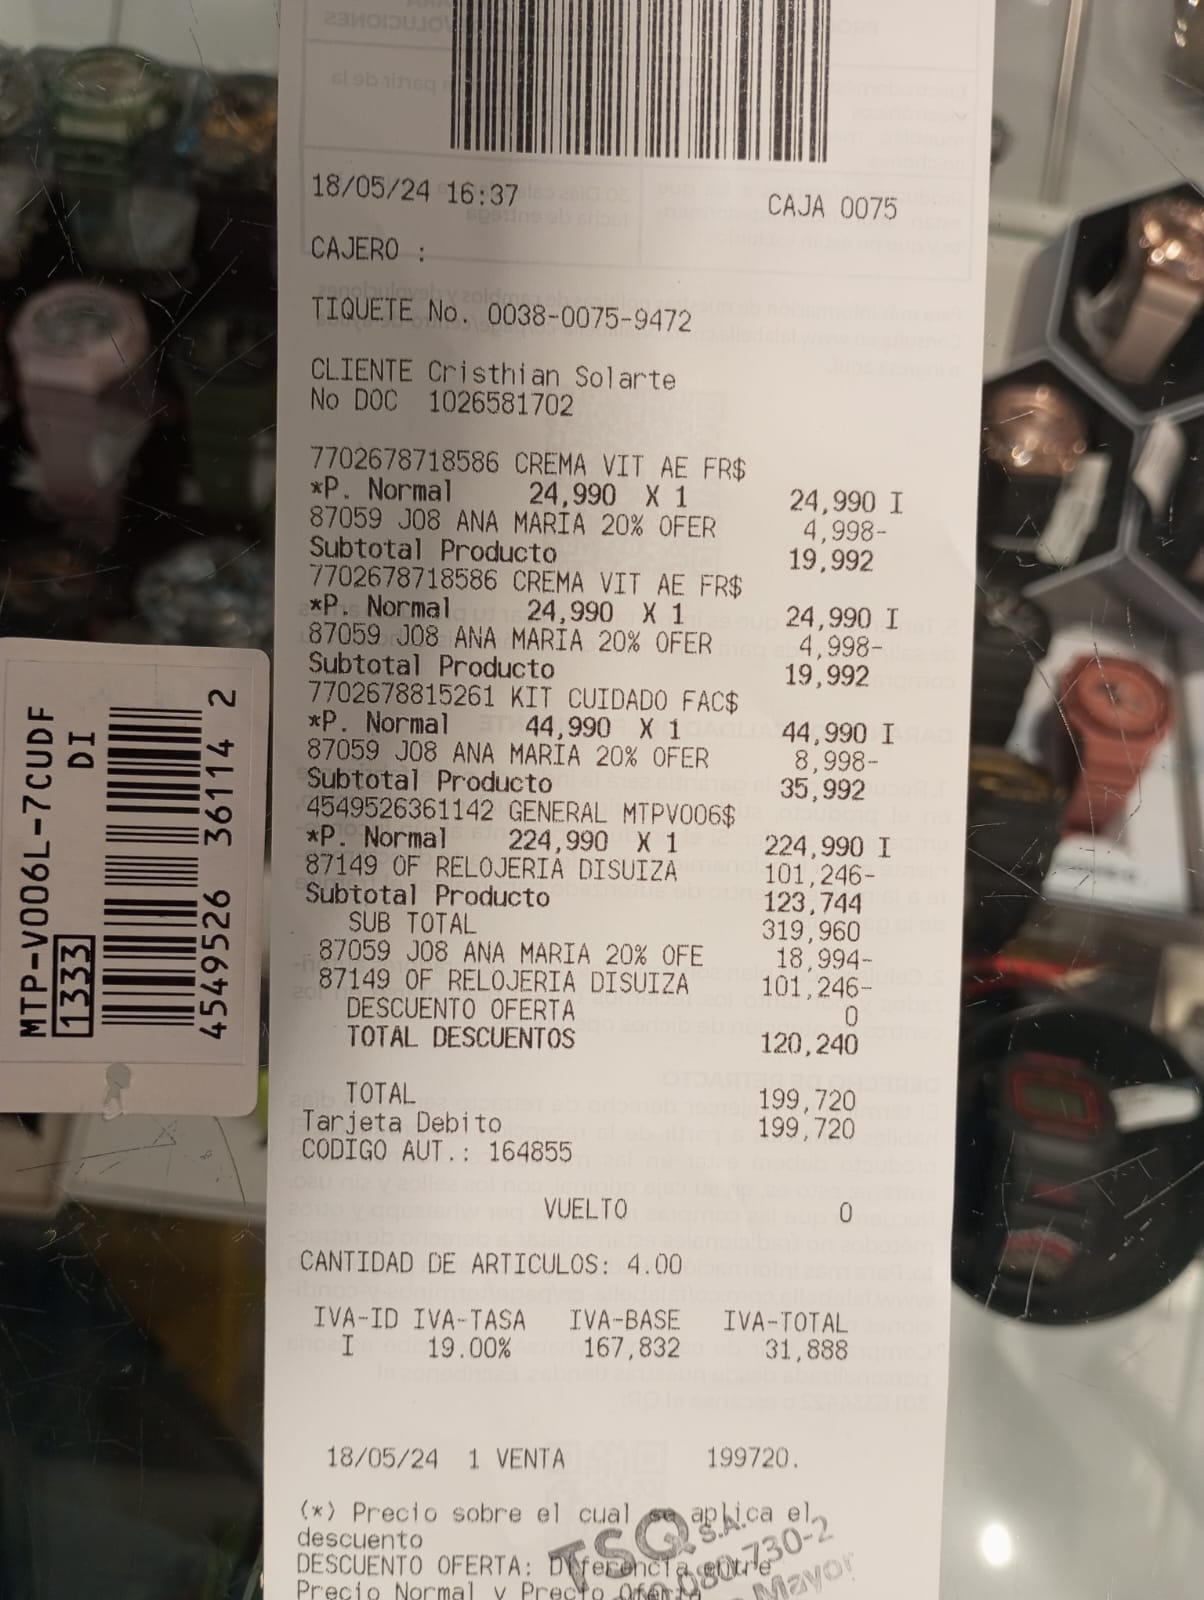 18/05/24 16:37 CAJA 0075
CAJERO :
TIQUETE No. 0038-0075-9472
CLIENTE Cristhian Solarte
No DOC 1026581702
7702678718586 CREMA VIT AE FR$
*P. Normal 24,990 X 1 24,990 I
87059 J08 ANA MARIA 20% OFER 4,998-
Subtotal Producto 19,992
7702678718586 CREMA VIT AE FR$
*P. Normal 24,990 X 1 24,990 I
87059 J08 ANA MARIA 20% OFER 4,998-
Subtotal Producto 19,992
7702678815261 KIT CUIDADO FAC$
*P. Normal 44,990 X 1 44,990 I
87059 J08 ANA MARIA 20% OFER 8,998-
Subtotal Producto 35,992
4549526361142 GENERAL MTPV006$
*P. Normal 224,990 X 1 224,990 I
87149 OF RELOJERIA DISUIZA 101,246-
Subtotal Producto 123,744
SUB TOTAL 319,960
87059 J08 ANA MARIA 20% OFE 18,994-
87149 OF RELOJERIA DISUIZA 101,246-
DESCUENTO OFERTA 0
TOTAL DESCUENTOS 120,240
TOTAL 199,720
Tarjeta Debito 199,720
CODIGO AUT.: 164855
VUELTO 0
CANTIDAD DE ARTICULOS: 4.00
IVA-ID IVA-TASA IVA-BASE IVA-TOTAL
I 19.00% 167,832 31,888
18/05/24 1 VENTA 199720.
(*) Precio sobre el cual se aplica el
descuento
DESCUENTO OFERTA: Diferencia entre
Precio Normal y Precio Oferta
TSQ S.A.
080.730-2
Mayor
MTP-V006L-7CUDF
DI
1333
4549526 36114 2